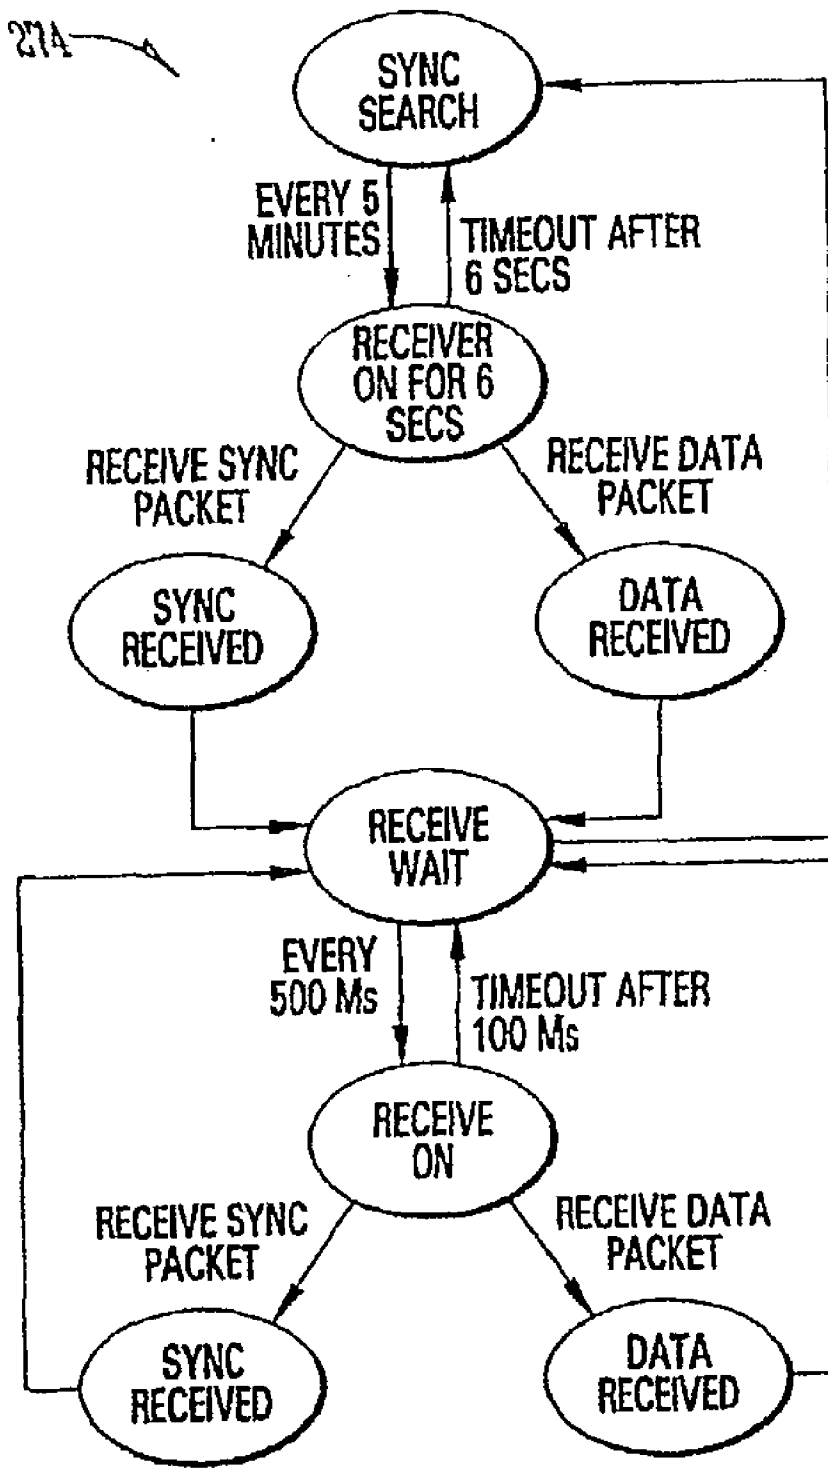 274
SYNC
SEARCH
EVERY 5
MINUTES
TIMEOUT AFTER
6 SECS
RECEIVER
ON FOR 6
SECS
RECEIVE SYNC
PACKET
RECEIVE DATA
PACKET
SYNC
RECEIVED
DATA
RECEIVED
RECEIVE
WAIT
EVERY
500 Ms
TIMEOUT AFTER
100 Ms
RECEIVE
ON
RECEIVE SYNC
PACKET
RECEIVE DATA
PACKET
SYNC
RECEIVED
DATA
RECEIVED